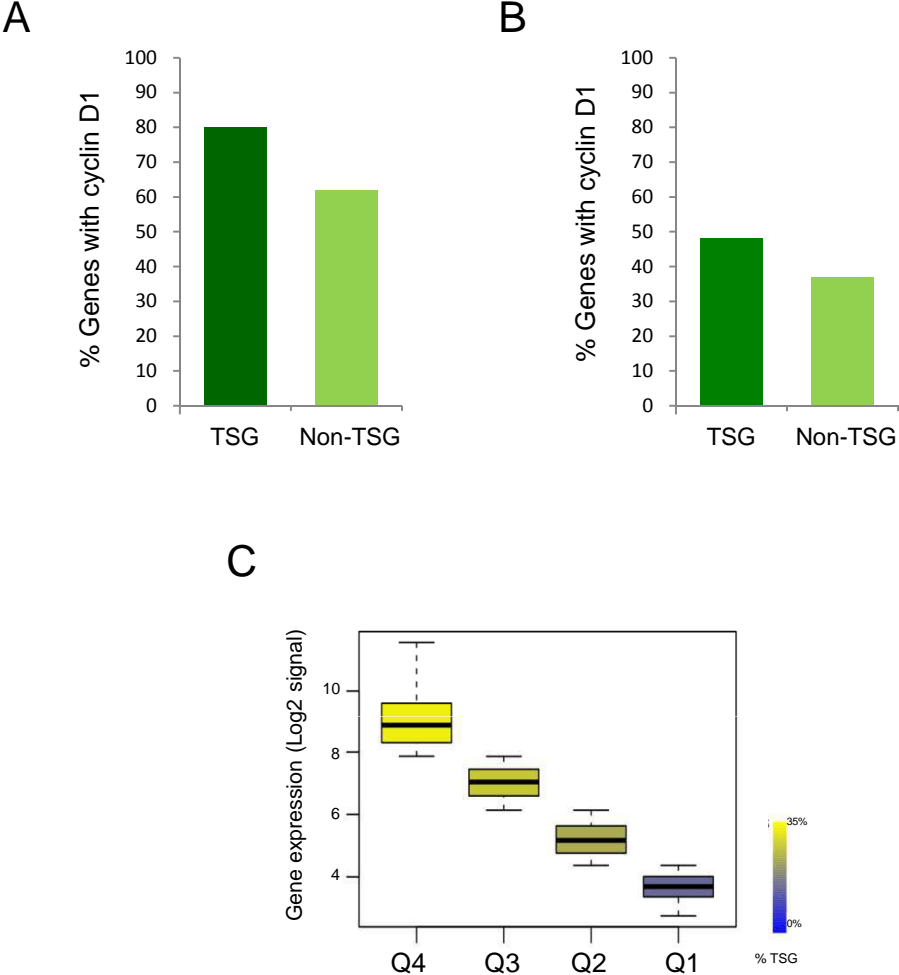 A
B
% Genes with cyclin D1
100
90
80
70
60
50
40
30
20
10
0
TSG Non-TSG
% Genes with cyclin D1
100
90
80
70
60
50
40
30
20
10
0
TSG Non-TSG
C
Gene expression (Log2 signal)
10
8
6
4
Q4 Q3 Q2 Q1
35%
0%
% TSG